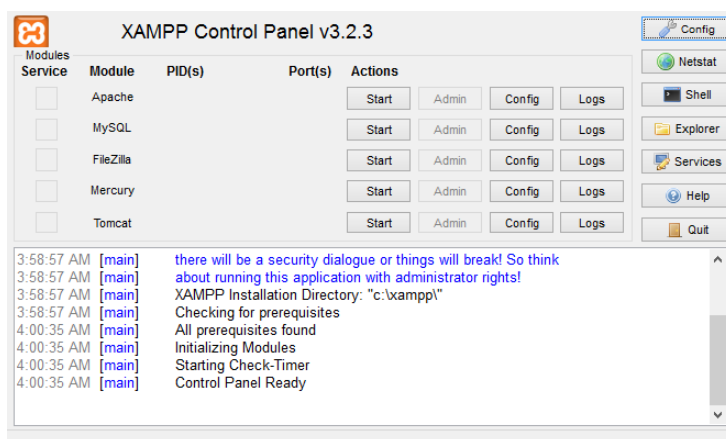 XAMPP Control Panel v3.2.3
Config
Modules
Service Module PID(s) Port(s) Actions
Netstat
Apache Start Admin Config Logs
Shell
MySQL Start Admin Config Logs
Explorer
FileZilla Start Admin Config Logs
Services
Mercury Start Admin Config Logs
Help
Tomcat Start Admin Config Logs
Quit
3:58:57 AM [main] there will be a security dialogue or things will break! So think
3:58:57 AM [main] about running this application with administrator rights!
3:58:57 AM [main] XAMPP Installation Directory: "c:\xampp\"
3:58:57 AM [main] Checking for prerequisites
4:00:35 AM [main] All prerequisites found
4:00:35 AM [main] Initializing Modules
4:00:35 AM [main] Starting Check-Timer
4:00:35 AM [main] Control Panel Ready